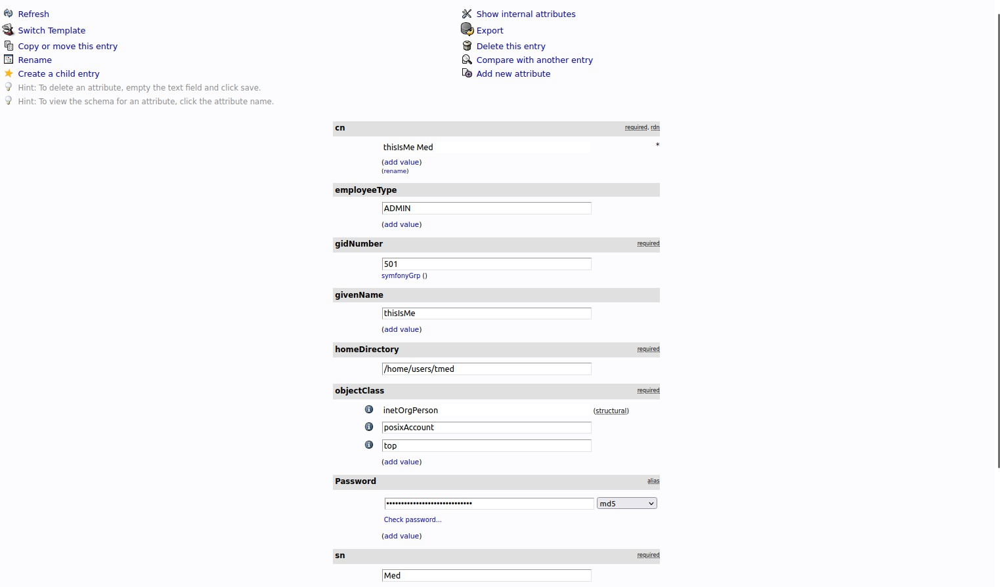 Refresh
Show internal attributes
Switch Template
Export
Copy or move this entry
Delete this entry
Rename
Compare with another entry
Create a child entry
Add new attribute
Hint: To delete an attribute, empty the text field and click save.
Hint: To view the schema for an attribute, click the attribute name.
cn required, rdn
thisIsMe Med *
(add value)
(rename)
employeeType
ADMIN
(add value)
gidNumber required
501
symfonyGrp ()
givenName
thisIsMe
(add value)
homeDirectory required
/home/users/tmed
objectClass required
inetOrgPerson (structural)
posixAccount
top
(add value)
Password alias
•••••••••••••••••••••••••••••• md5
Check password...
(add value)
sn required
Med